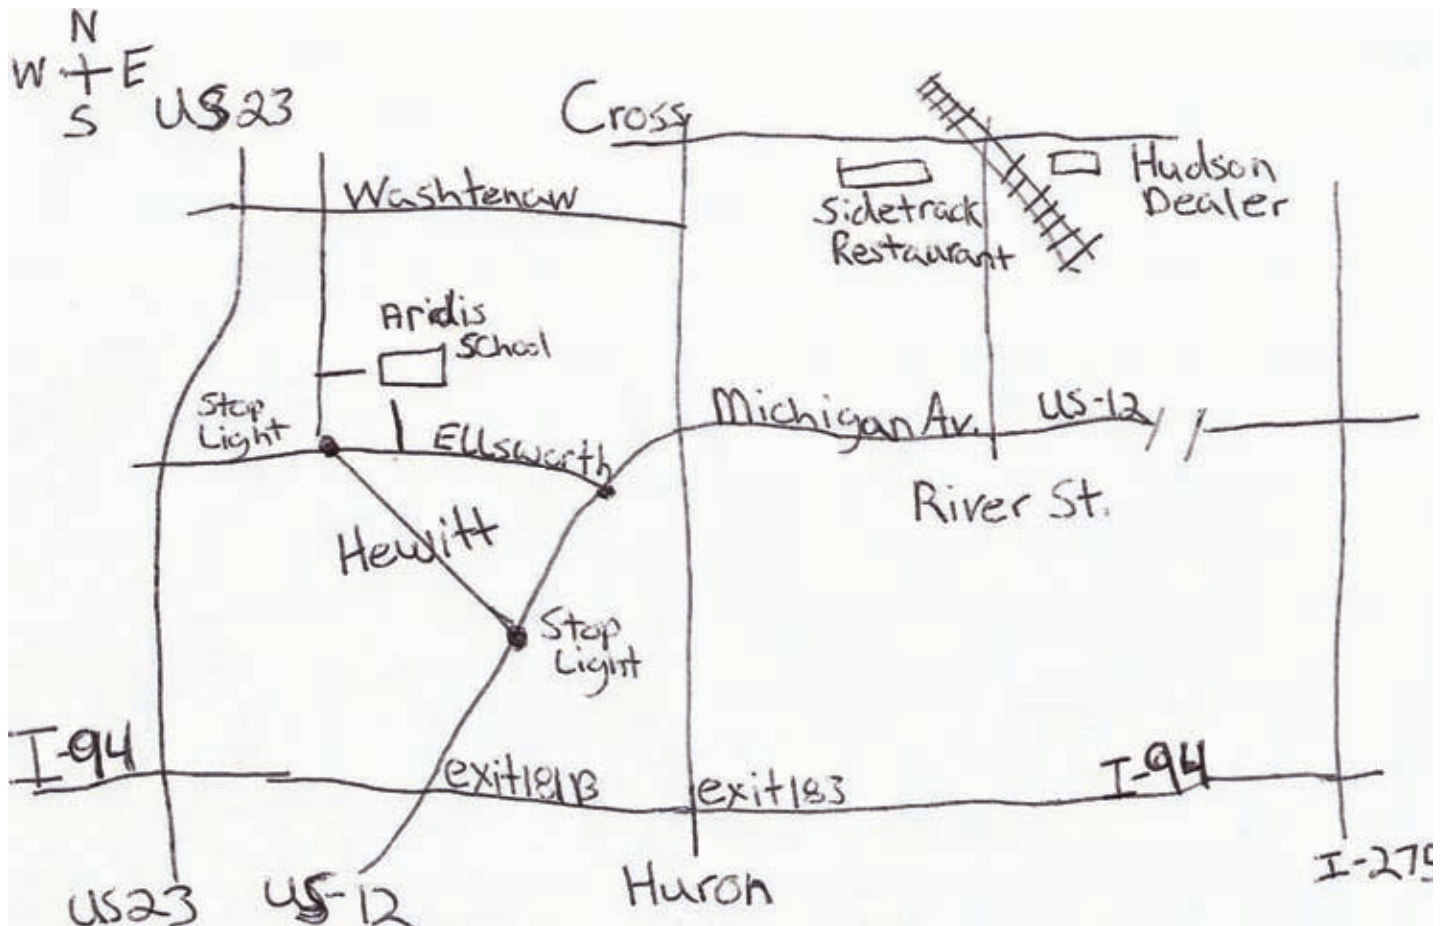 N
W E
S
US23
Cross
Washtenaw
Sidetrack
Restaurant
Hudson
Dealer
School
Stop
Light
Ellsworth
Michigan Av.
US-12
River St.
Hewitt
Stop
Light
I-94
exit181B
exit183
I-94
US23
US-12
Huron
I-275